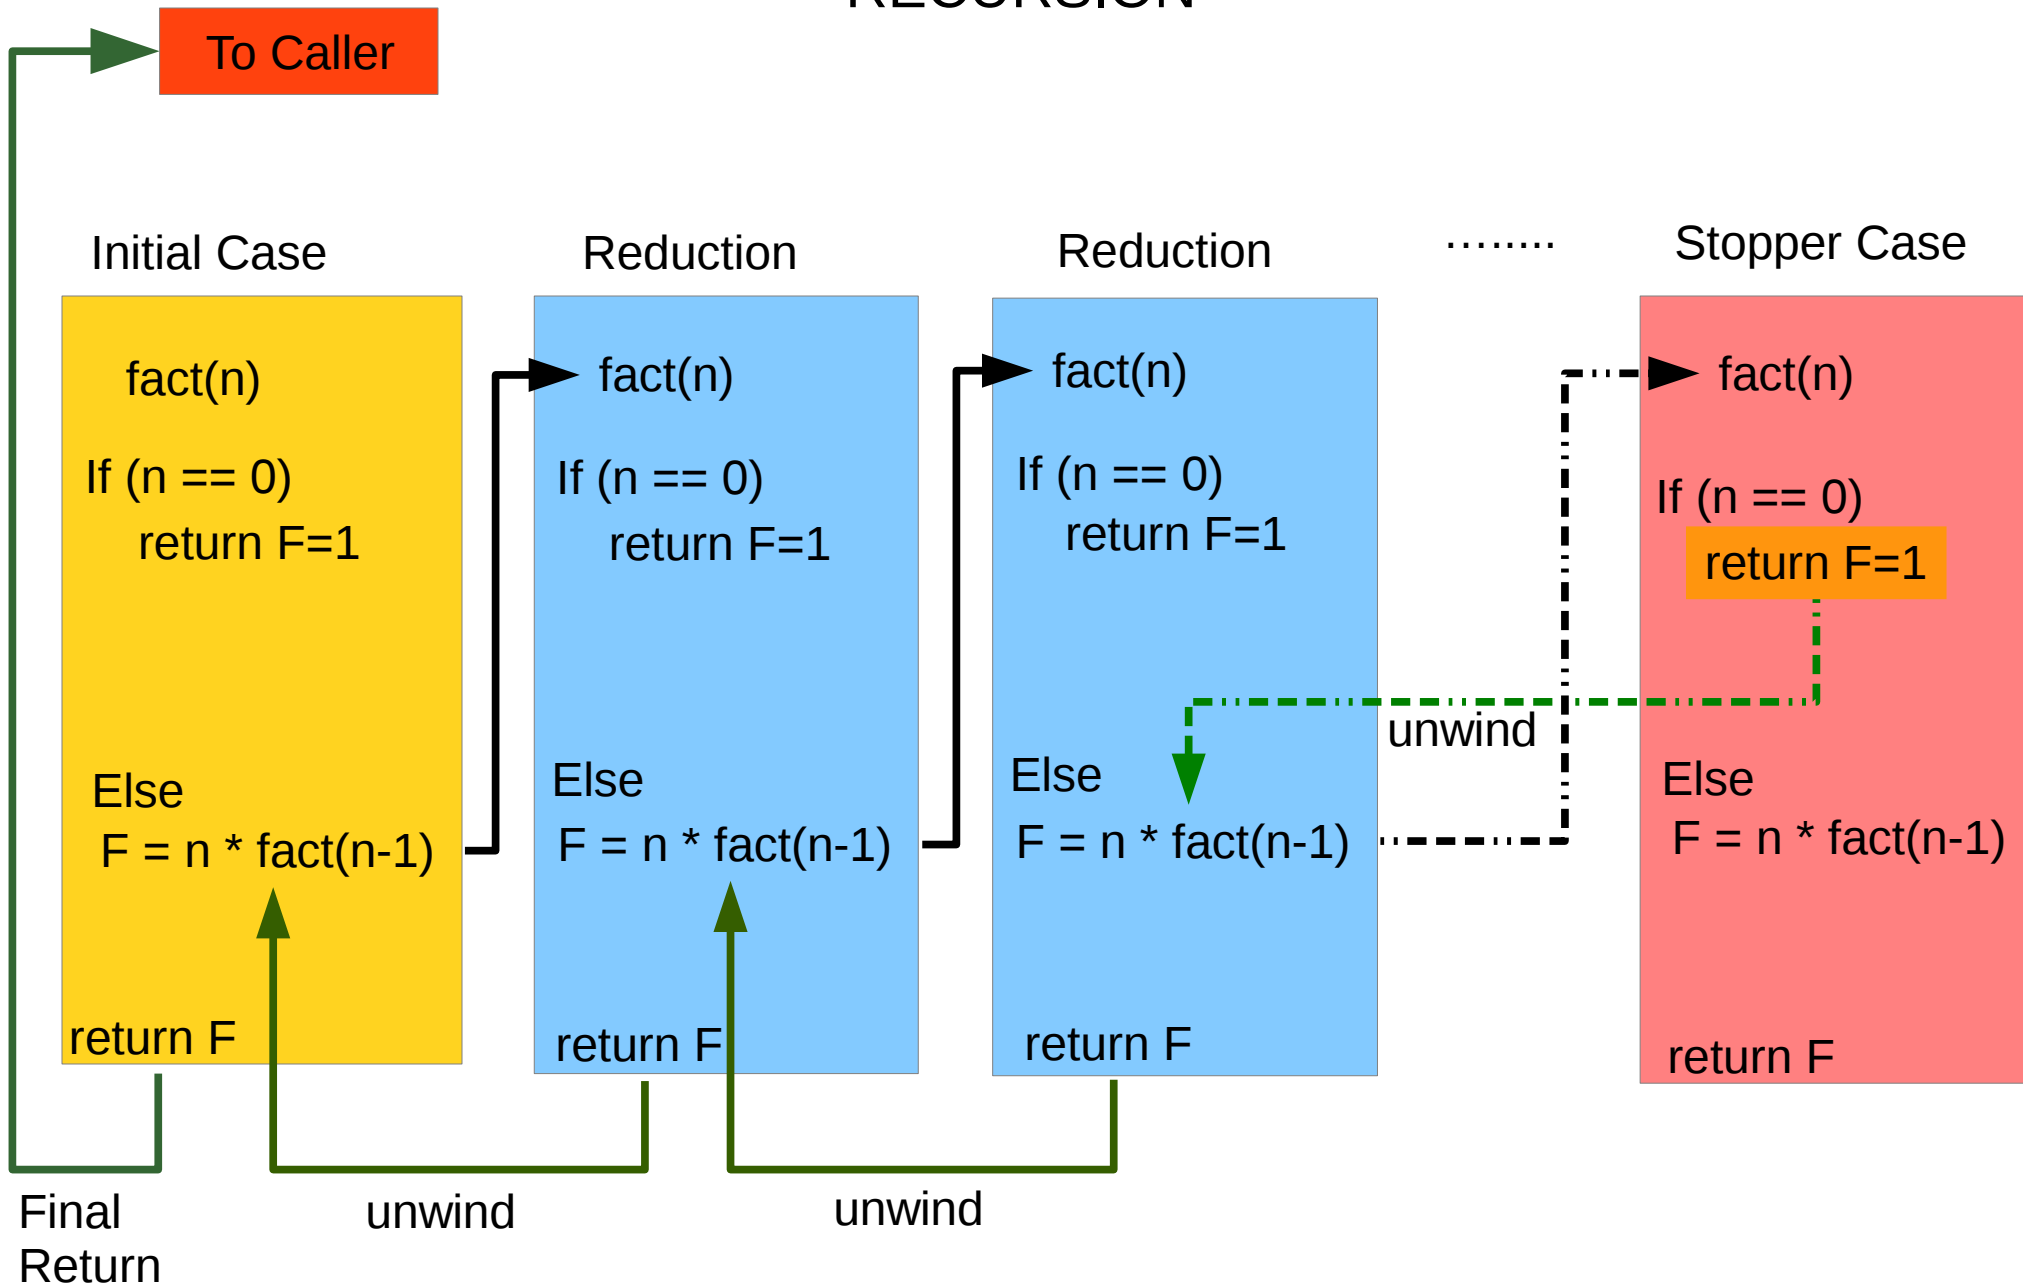 RECURSION
To Caller
Initial Case
fact(n)
If (n == 0)
return F=1
Else
F = n * fact(n-1)
return F
Reduction
fact(n)
If (n == 0)
return F=1
Else
F = n * fact(n-1)
return F
Reduction
fact(n)
If (n == 0)
return F=1
Else
F = n * fact(n-1)
return F
........
Stopper Case
fact(n)
If (n == 0)
return F=1
Else
F = n * fact(n-1)
return F
unwind
Final
Return
unwind
unwind